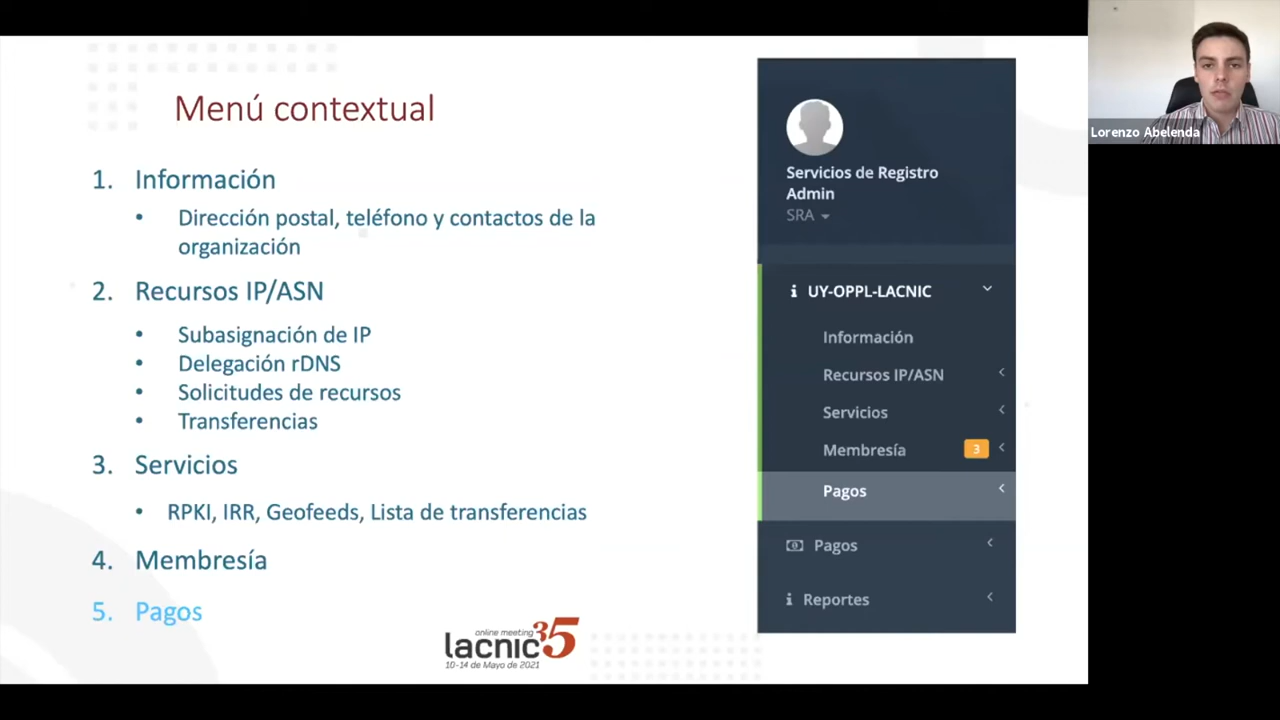 Menú contextual
1. Información
• Dirección postal, teléfono y contactos de la
organización
2. Recursos IP/ASN
• Subasignación de IP
• Delegación rDNS
• Solicitudes de recursos
• Transferencias
3. Servicios
• RPKI, IRR, Geofeeds, Lista de transferencias
4. Membresía
5. Pagos
online meeting
lacnic35
10-14 de Mayo de 2021
Servicios de Registro
Admin
SRA
UY-OPPL-LACNIC
Información
Recursos IP/ASN
Servicios
Membresía 3
Pagos
Pagos
Reportes
Lorenzo Abelenda